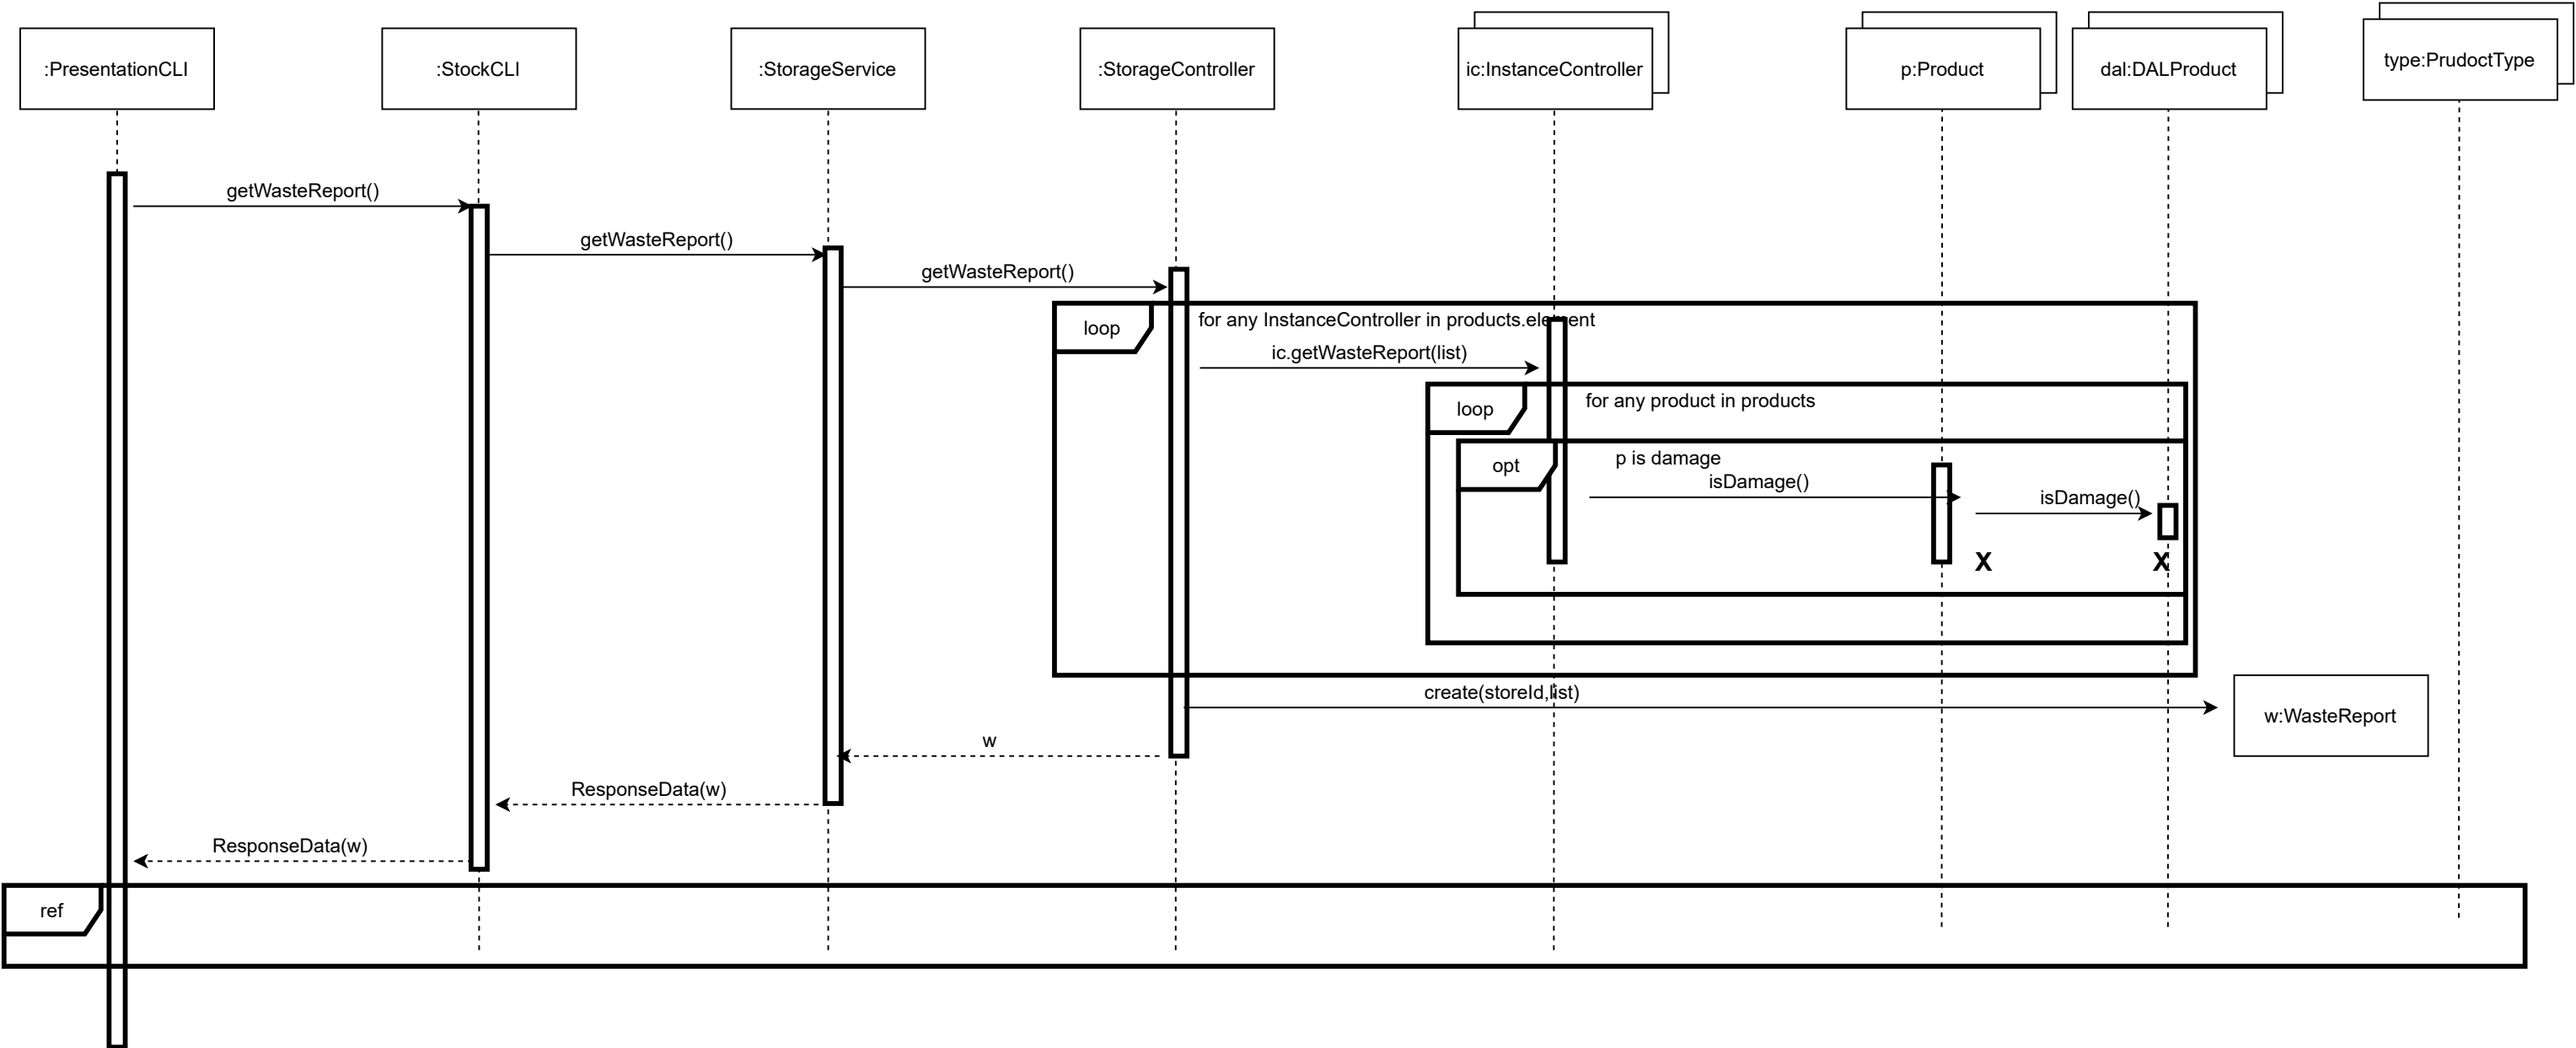 :PresentationCLI
:StockCLI
:StorageService
:StorageController
ic:InstanceController
p:Product
dal:DALProduct
type:PrudoctType
getWasteReport()
getWasteReport()
getWasteReport()
loop
for any InstanceController in products.element
ic.getWasteReport(list)
loop
for any product in products
opt
p is damage
isDamage()
isDamage()
X
X
create(storeId,list)
w:WasteReport
w
ResponseData(w)
ResponseData(w)
ref